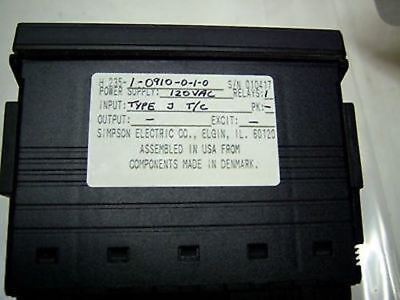 H 235-1-0910-0-1-0 S/N 010417
POWER SUPPLY: 120VAC RELAYS: 1
INPUT: TYPE J T/C PK: -
OUTPUT: - EXCIT: -
SIMPSON ELECTRIC CO., ELGIN, IL. 60120
ASSEMBLED IN USA FROM
COMPONENTS MADE IN DENMARK.